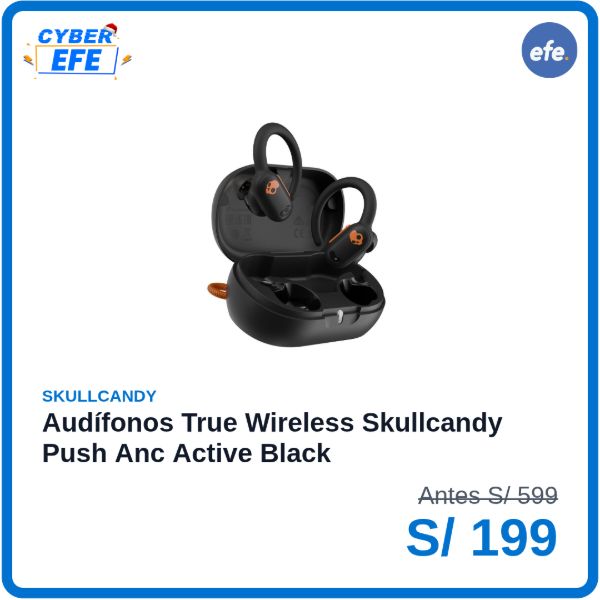 CYBER
EFE
efe.
SKULLCANDY
Audífonos True Wireless Skullcandy
Push Anc Active Black
Antes S/ 599
S/ 199